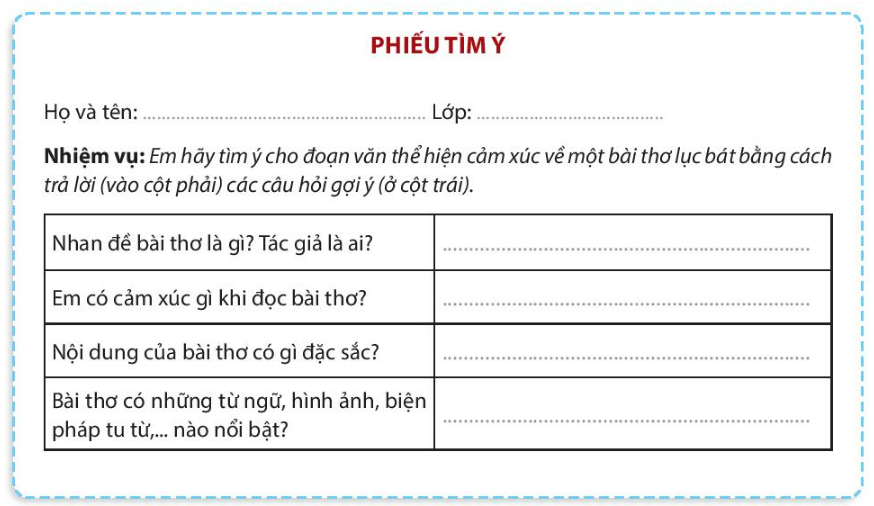 PHIẾU TÌM Ý
Họ và tên: ............................................................. Lớp: ........................................
Nhiệm vụ: Em hãy tìm ý cho đoạn văn thể hiện cảm xúc về một bài thơ lục bát bằng cách
trả lời (vào cột phải) các câu hỏi gợi ý (ở cột trái).
Nhan đề bài thơ là gì? Tác giả là ai? .......................................................................
Em có cảm xúc gì khi đọc bài thơ? .......................................................................
Nội dung của bài thơ có gì đặc sắc? .......................................................................
Bài thơ có những từ ngữ, hình ảnh, biện
pháp tu từ,... nào nổi bật? .......................................................................